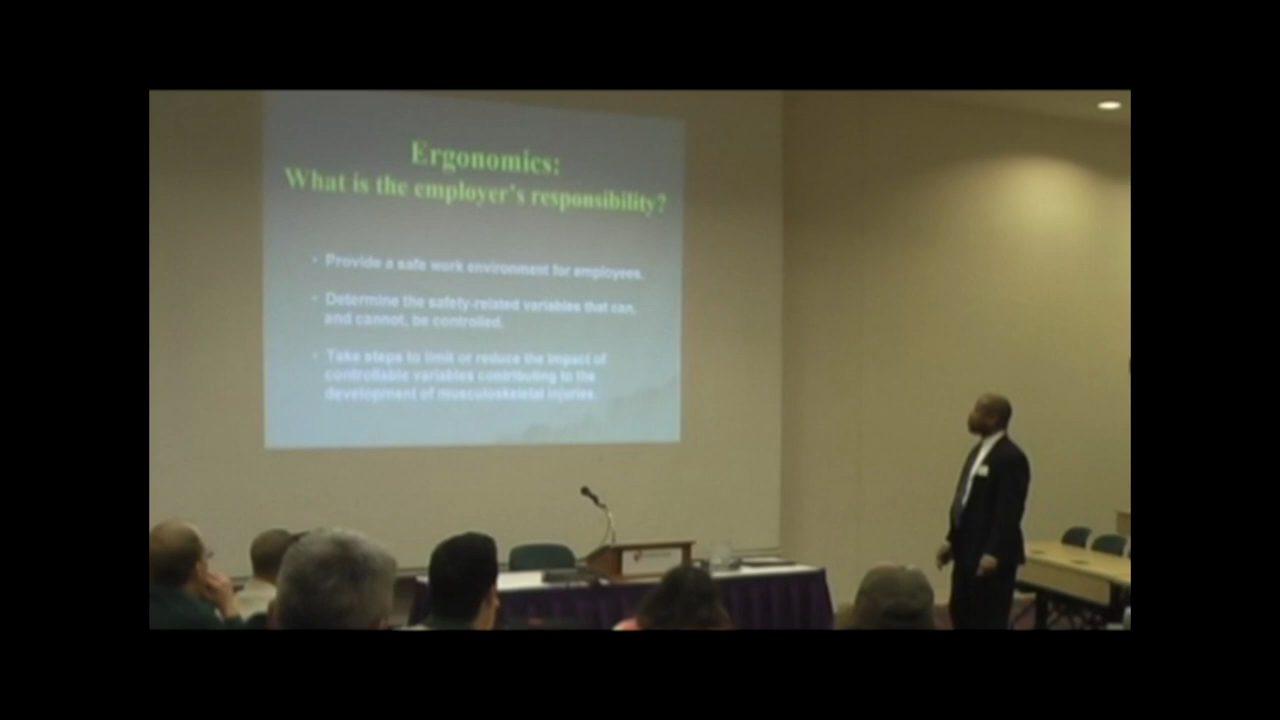 Ergonomics:
What is the employer's responsibility?
• Provide a safe work environment for employees.
• Determine the safety-related variables that can,
and cannot, be controlled.
• Take steps to limit or reduce the impact of
controllable variables contributing to the
development of musculoskeletal injuries.